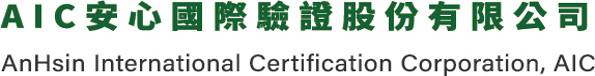 AIC安心國際驗證股份有限公司
AnHsin International Certification Corporation, AIC